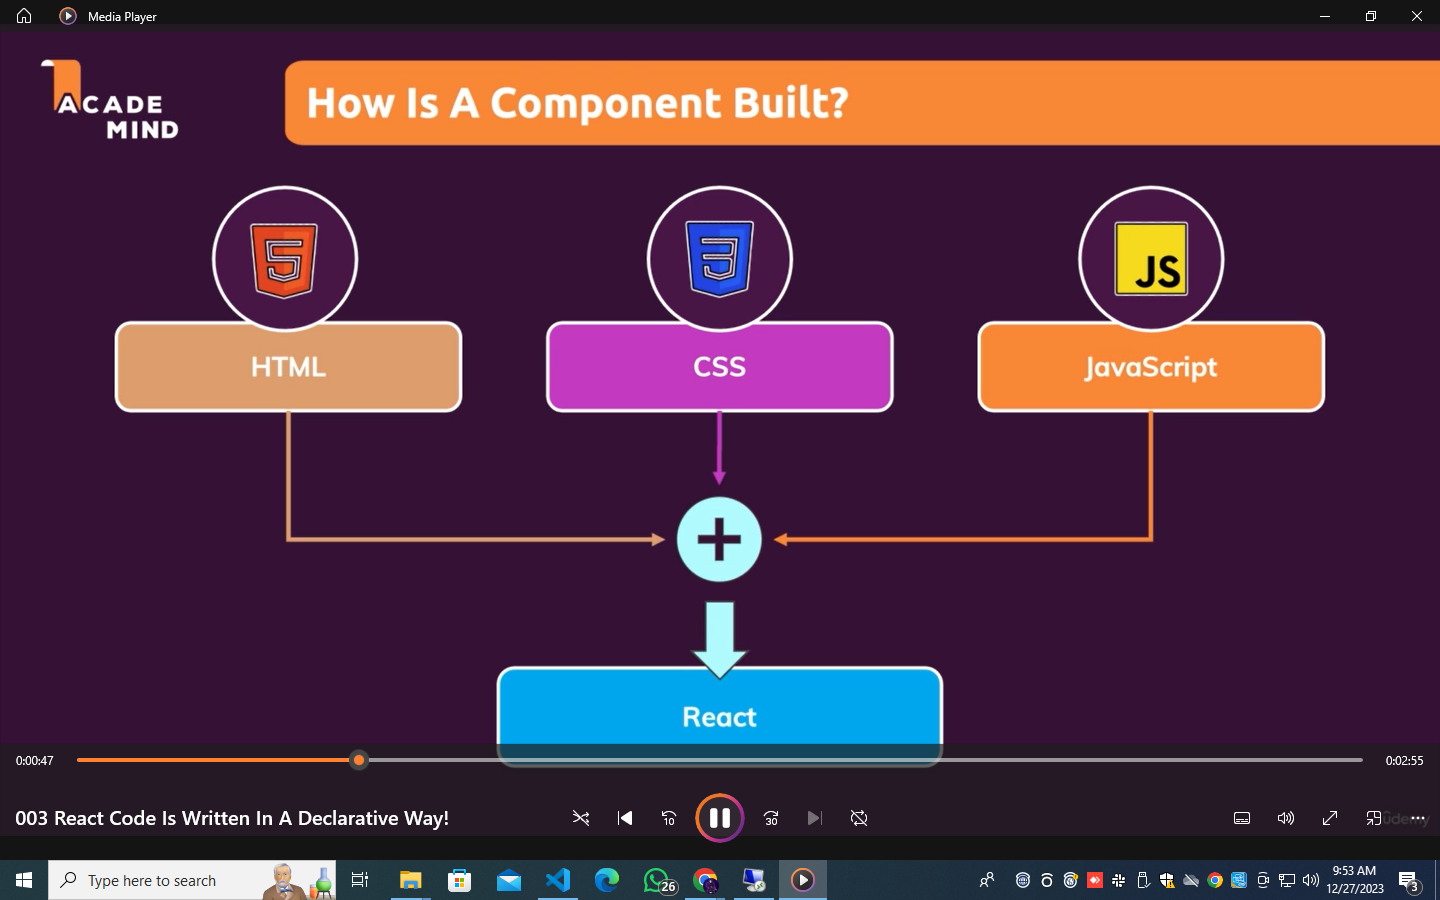 Media Player
ACADE
MIND
How Is A Component Built?
5
3
JS
HTML
CSS
JavaScript
React
0:00:47
0:02:55
003 React Code Is Written In A Declarative Way!
10
30
ûdemy
Type here to search
26
9:53 AM
12/27/2023
3